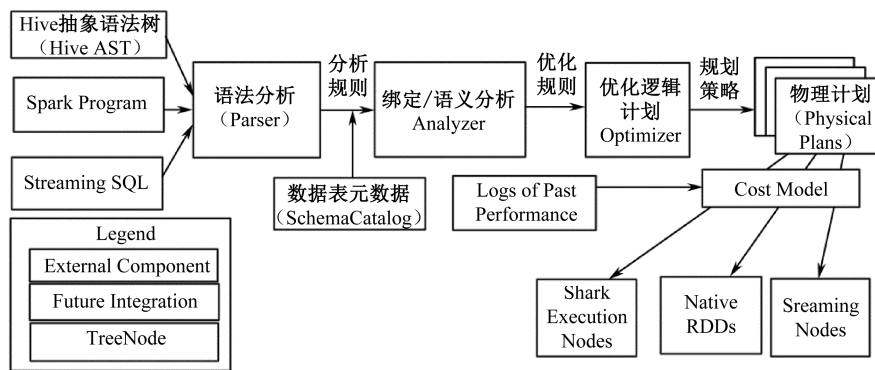 Hive抽象语法树
（Hive AST）
Spark Program
Streaming SQL
语法分析
（Parser）
分析
规则
绑定/语义分析
Analyzer
数据表元数据
（SchemaCatalog）
优化
规则
优化逻辑
计划
Optimizer
规划
策略
物理计划
（Physical
Plans）
Logs of Past
Performance
Cost Model
Shark
Execution
Nodes
Native
RDDs
Sreaming
Nodes
Legend
External Component
Future Integration
TreeNode